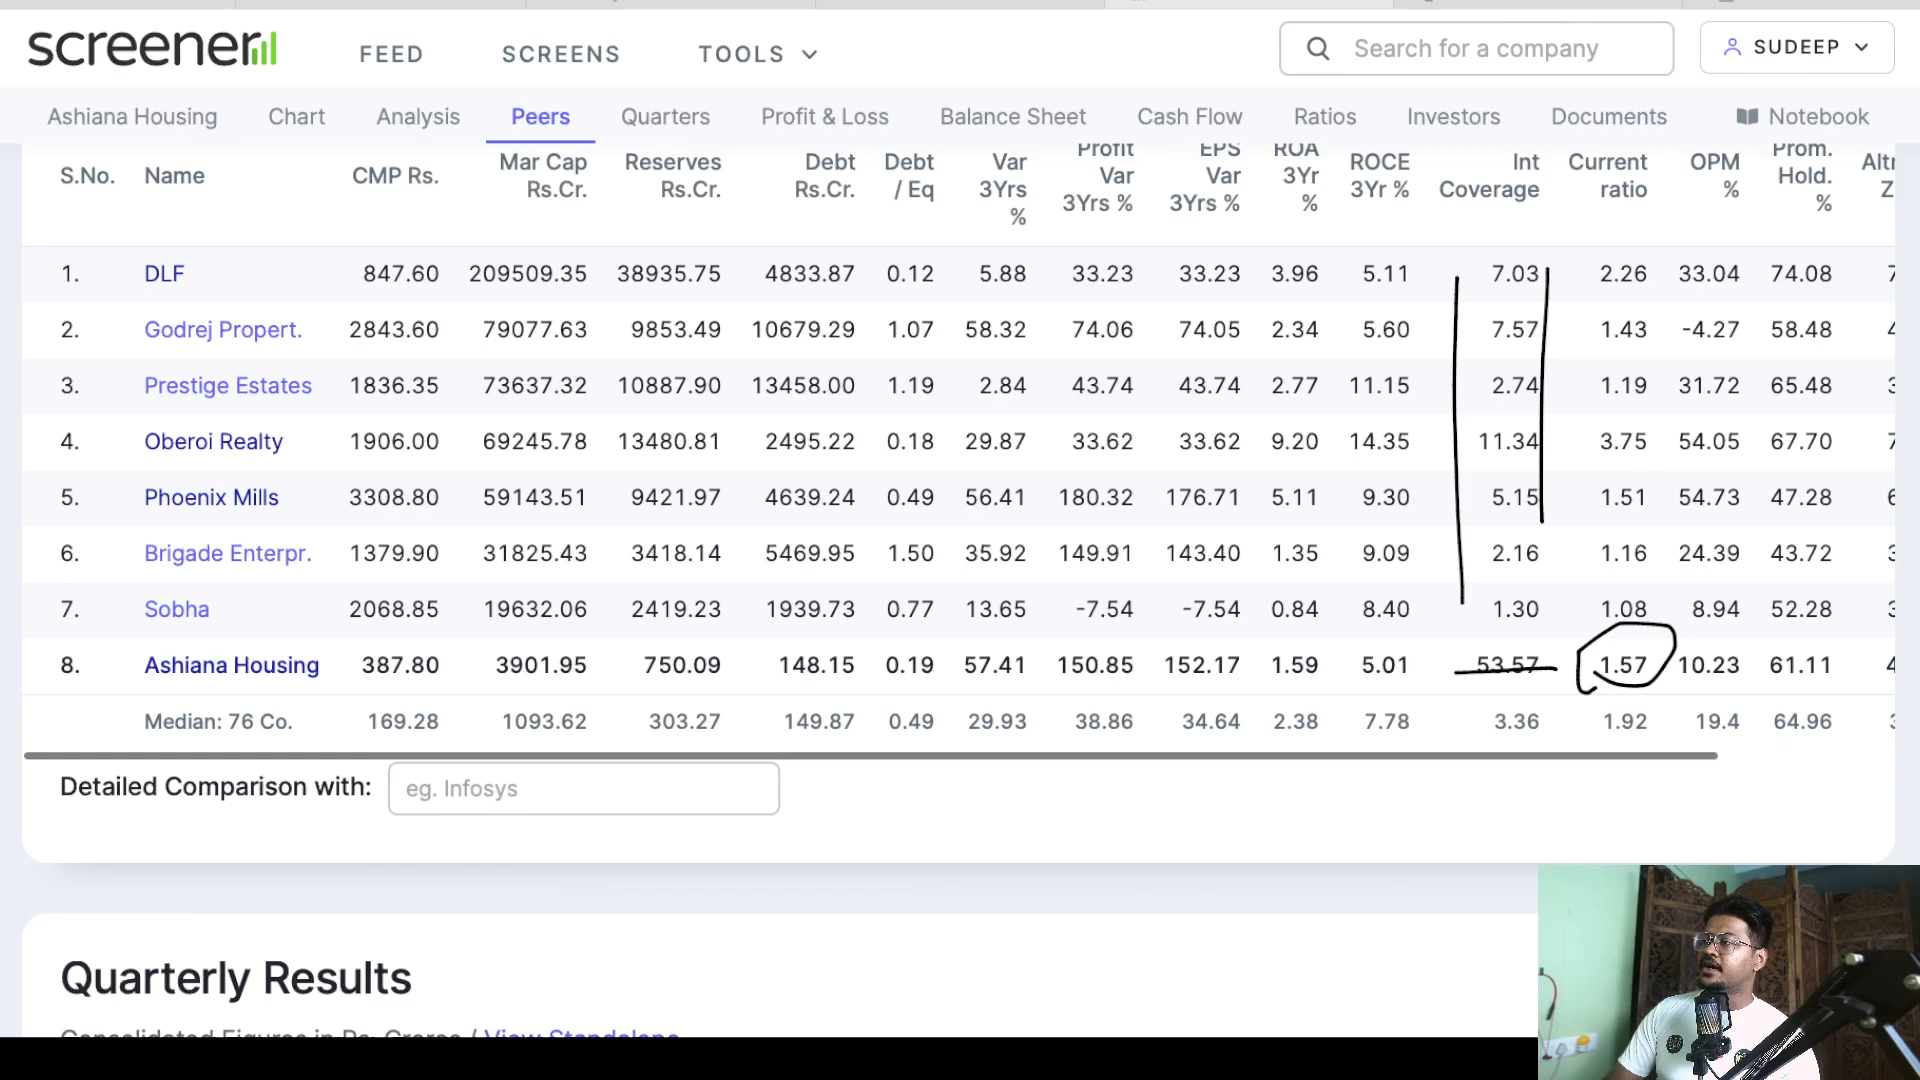 screener
FEED
SCREENS
TOOLS
Search for a company
SUDEEP
Ashiana Housing
Chart
Analysis
Peers
Quarters
Profit & Loss
Balance Sheet
Cash Flow
Ratios
Investors
Documents
Notebook
S.No. Name CMP Rs. Mar Cap Rs.Cr. Reserves Rs.Cr. Debt Rs.Cr. Debt / Eq Var 3Yrs % Profit Var 3Yrs % EPS Var 3Yrs % ROA 3Yr % ROCE 3Yr % Int Coverage Current ratio OPM % Prom. Hold. %
1. DLF 847.60 209509.35 38935.75 4833.87 0.12 5.88 33.23 33.23 3.96 5.11 7.03 2.26 33.04 74.08
2. Godrej Propert. 2843.60 79077.63 9853.49 10679.29 1.07 58.32 74.06 74.05 2.34 5.60 7.57 1.43 -4.27 58.48
3. Prestige Estates 1836.35 73637.32 10887.90 13458.00 1.19 2.84 43.74 43.74 2.77 11.15 2.74 1.19 31.72 65.48
4. Oberoi Realty 1906.00 69245.78 13480.81 2495.22 0.18 29.87 33.62 33.62 9.20 14.35 11.34 3.75 54.05 67.70
5. Phoenix Mills 3308.80 59143.51 9421.97 4639.24 0.49 56.41 180.32 176.71 5.11 9.30 5.15 1.51 54.73 47.28
6. Brigade Enterpr. 1379.90 31825.43 3418.14 5469.95 1.50 35.92 149.91 143.40 1.35 9.09 2.16 1.16 24.39 43.72
7. Sobha 2068.85 19632.06 2419.23 1939.73 0.77 13.65 -7.54 -7.54 0.84 8.40 1.30 1.08 8.94 52.28
8. Ashiana Housing 387.80 3901.95 750.09 148.15 0.19 57.41 150.85 152.17 1.59 5.01 53.57 1.57 10.23 61.11
Median: 76 Co. 169.28 1093.62 303.27 149.87 0.49 29.93 38.86 34.64 2.38 7.78 3.36 1.92 19.4 64.96
Detailed Comparison with: eg. Infosys
Quarterly Results
Consolidated Figures in Rs. Crores / View Standalone